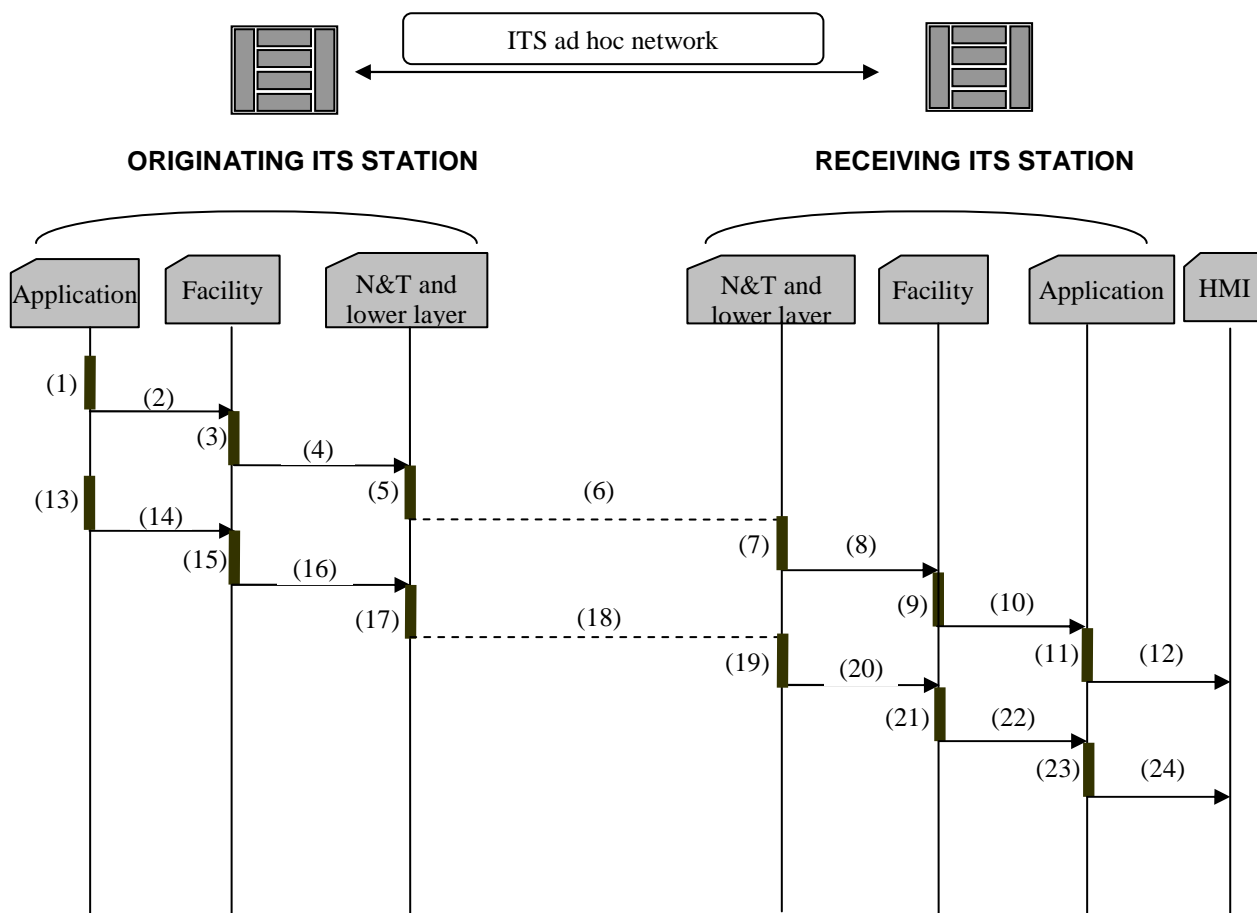 ITS ad hoc network
ORIGINATING ITS STATION
RECEIVING ITS STATION
Application
Facility
N&T and
lower layer
N&T and
lower layer
Facility
Application
HMI
(1)
(2)
(3)
(4)
(13)
(5)
(6)
(14)
(7)
(8)
(15)
(16)
(9)
(10)
(17)
(18)
(11)
(12)
(19)
(20)
(21)
(22)
(23)
(24)